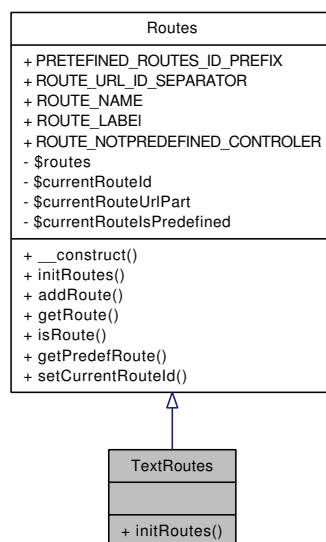 Routes
+ PRETEFINED_ROUTES_ID_PREFIX
+ ROUTE_URL_ID_SEPARATOR
+ ROUTE_NAME
+ ROUTE_LABEl
+ ROUTE_NOTPREDEFINED_CONTROLER
- $routes
- $currentRouteId
- $currentRouteUrlPart
- $currentRouteIsPredefined
+ __construct()
+ initRoutes()
+ addRoute()
+ getRoute()
+ isRoute()
+ getPredefRoute()
+ setCurrentRouteId()
TextRoutes
+ initRoutes()